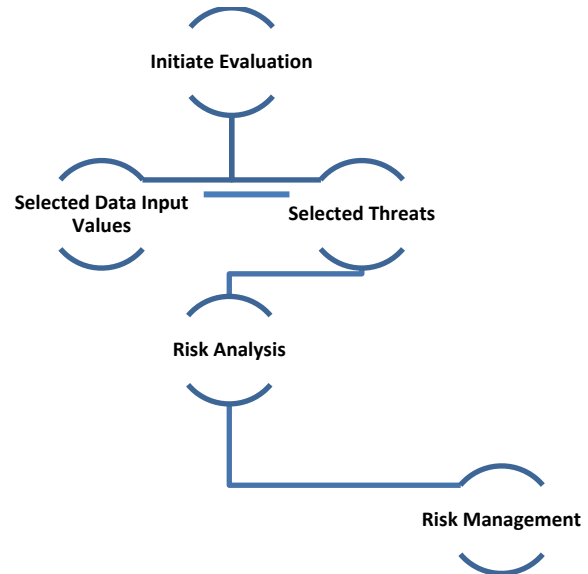 Initiate Evaluation
Selected Data Input
Values
Selected Threats
Risk Analysis
Risk Management